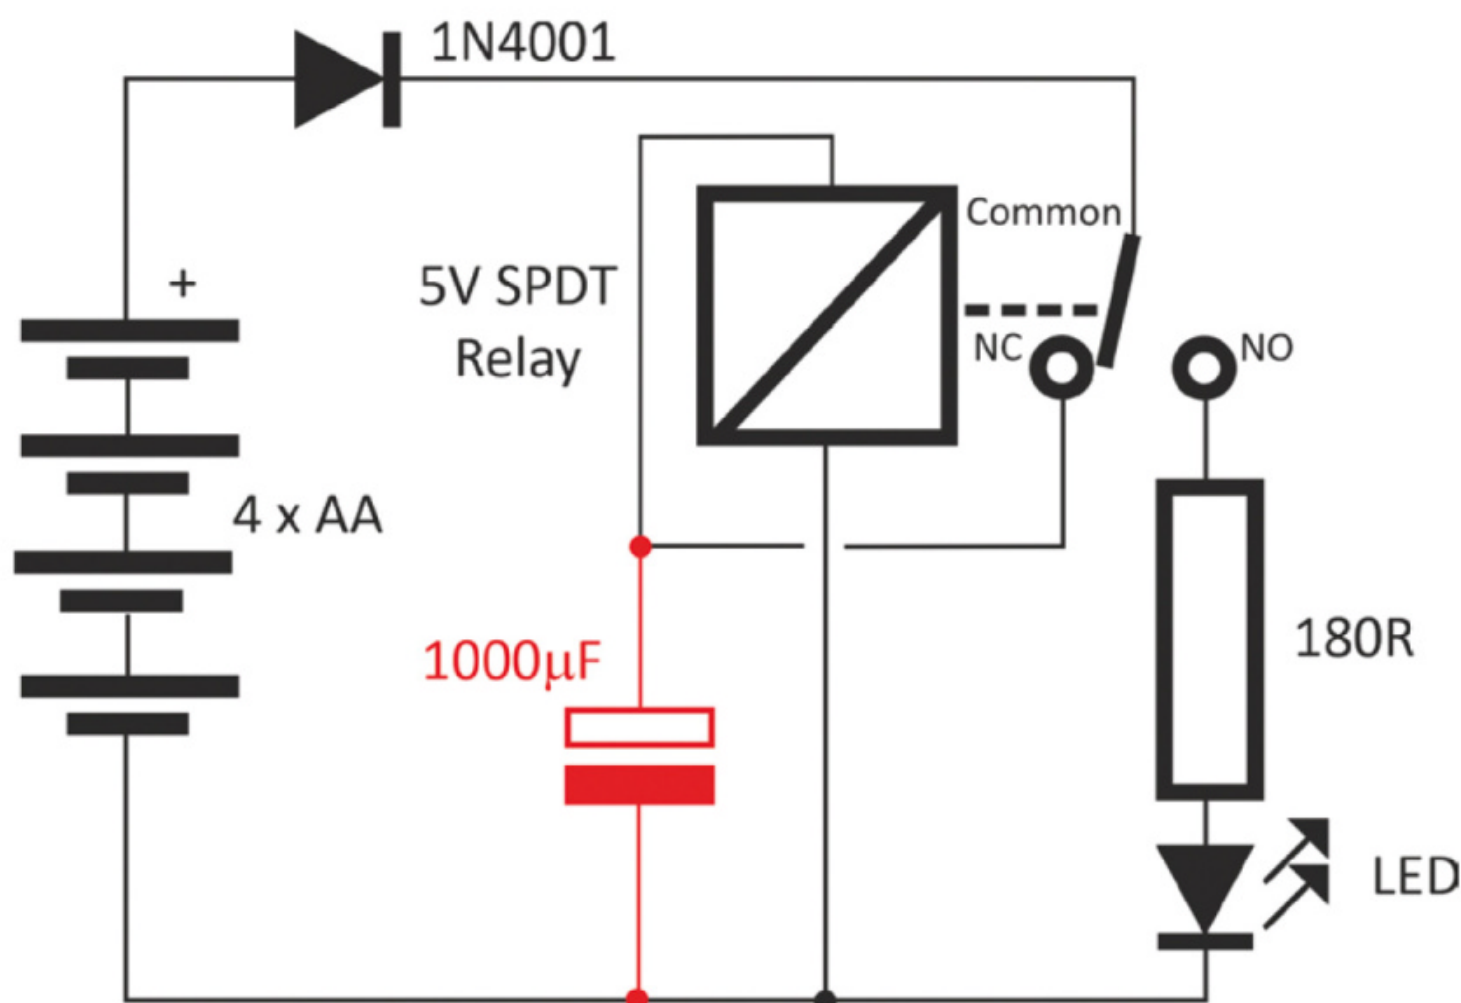 1N4001
Common
+
5V SPDT
Relay
NC
NO
4 x AA
1000μF
180R
LED